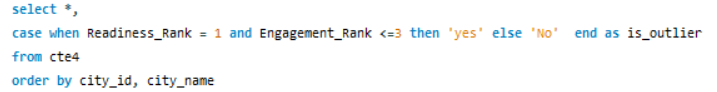 select *,
case when Readiness_Rank = 1 and Engagement_Rank <=3 then 'yes' else 'No'  end as is_outlier
from cte4
order by city_id, city_name